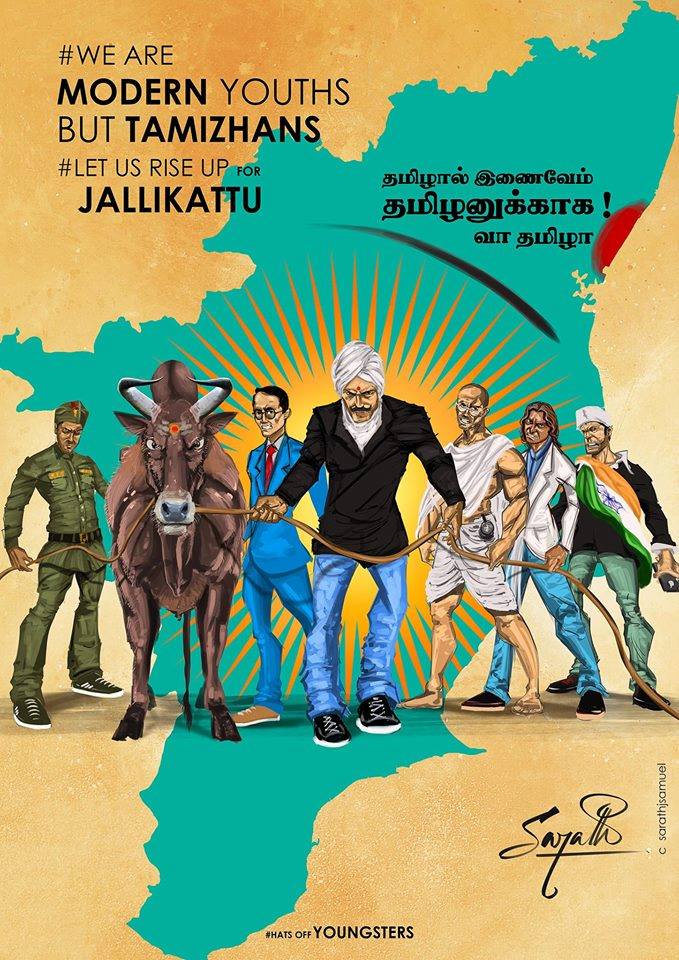 #WE ARE
MODERN YOUTHS
BUT TAMIZHANS
#LET US RISE UP FOR
JALLIKATTU
தமிழால் இணைவேம்
தமிழனுக்காக !
வா தமிழா
Sarath
c sarathjsamuel
#HATS OFF YOUNGSTERS